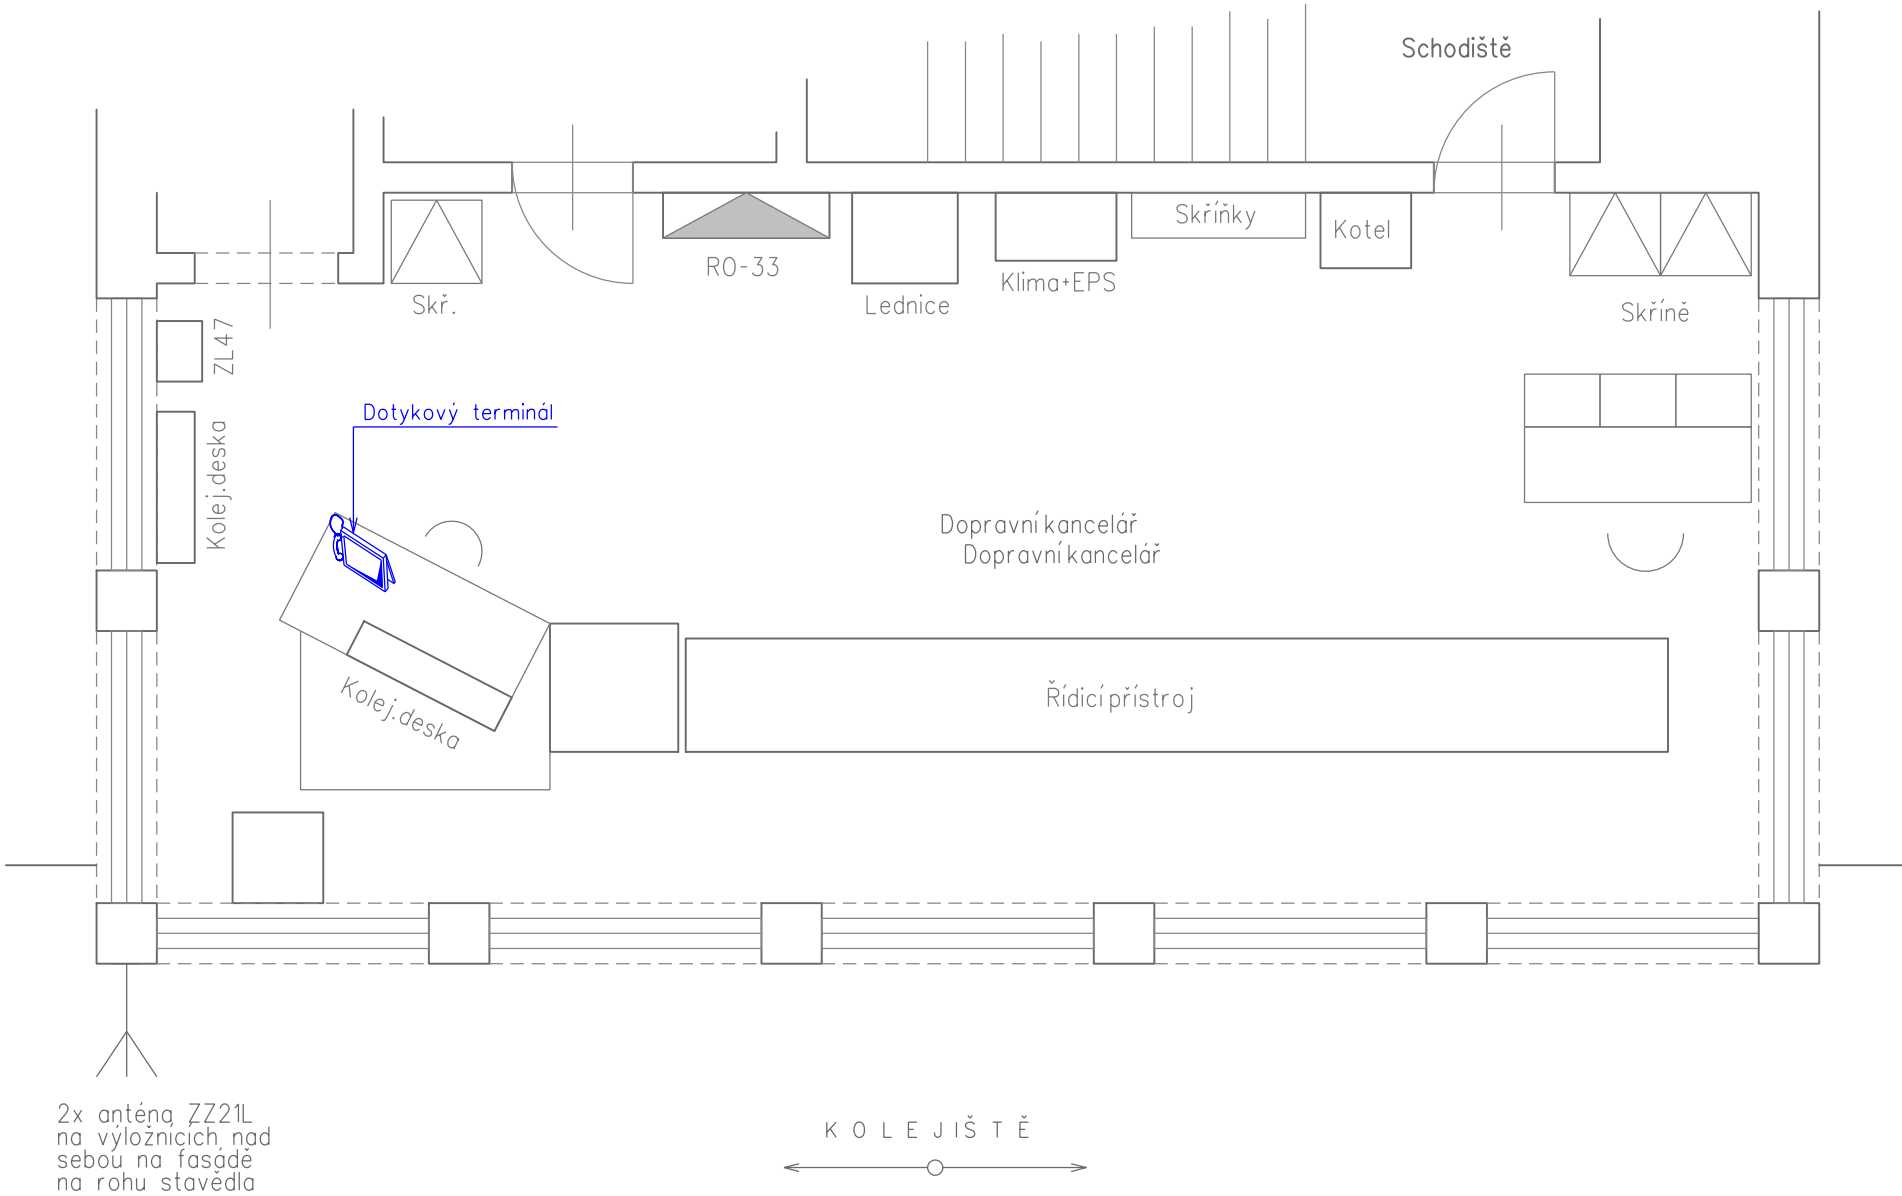 Schodiště
Skříňky
Kotel
RO-33
Klima+EPS
Skř.
Lednice
Skříně
ZL47
Dotykový terminál
Kolej.deska
Dopravní kancelář
Dopravní kancelář
Kolej.deska
Řídicí přístroj
2x anténa ZZ21L
na výložnících nad
sebou na fasádě
na rohu stavědla
KOLEJIŠTĚ